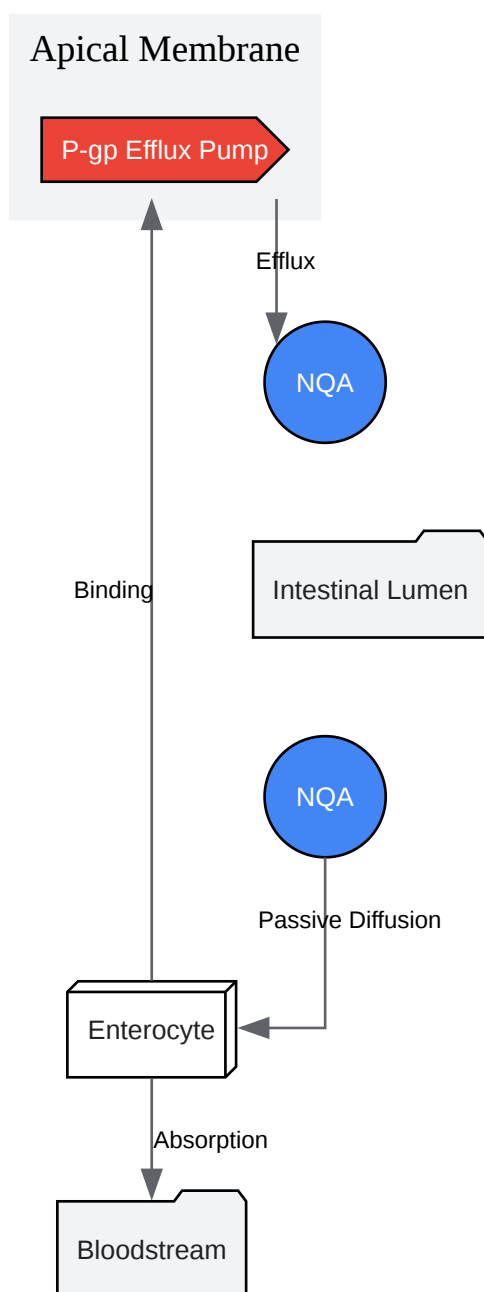 Apical Membrane
P-gp Efflux Pump
Efflux
NQA
Binding
Intestinal Lumen
NQA
Passive Diffusion
Enterocyte
Absorption
Bloodstream